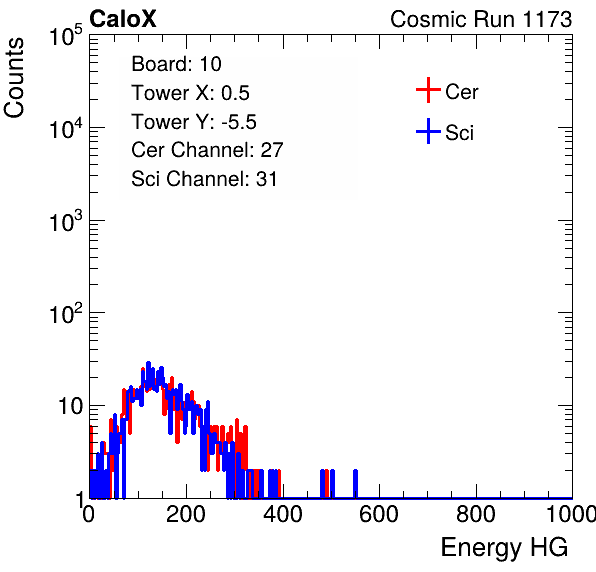 CaloX Cosmic Run 1173
Counts
10^5
10^4
10^3
10^2
10
1
Board: 10
Tower X: 0.5
Tower Y: -5.5
Cer Channel: 27
Sci Channel: 31
Cer
Sci
0 200 400 600 800 1000
Energy HG